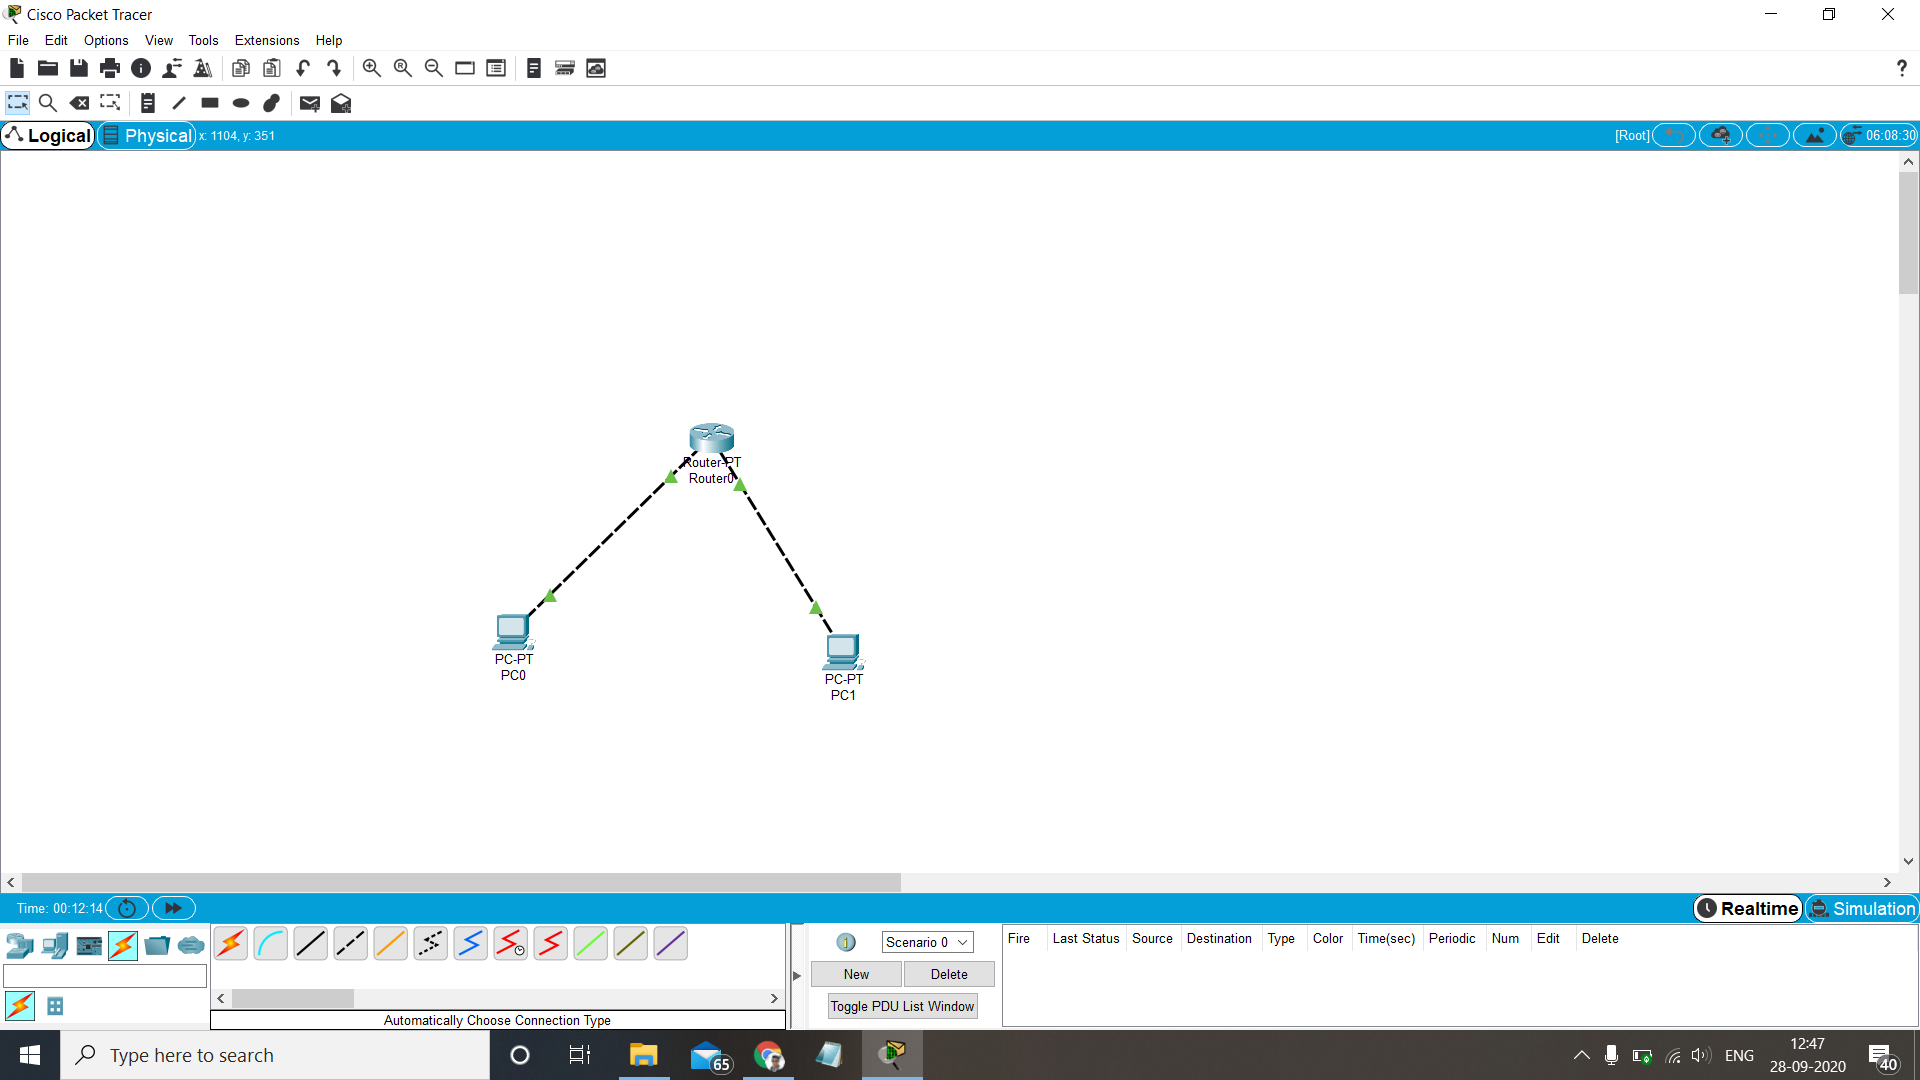 Cisco Packet Tracer
File Edit Options View Tools Extensions Help
?
Logical Physical x: 1104, y: 351 [Root] 06:08:30
Router-PT
Router0
PC-PT
PC0
PC-PT
PC1
Time: 00:12:14 Realtime Simulation
Scenario 0
New Delete
Toggle PDU List Window
Fire Last Status Source Destination Type Color Time(sec) Periodic Num Edit Delete
Automatically Choose Connection Type
Type here to search
65
ENG
12:47
28-09-2020
40